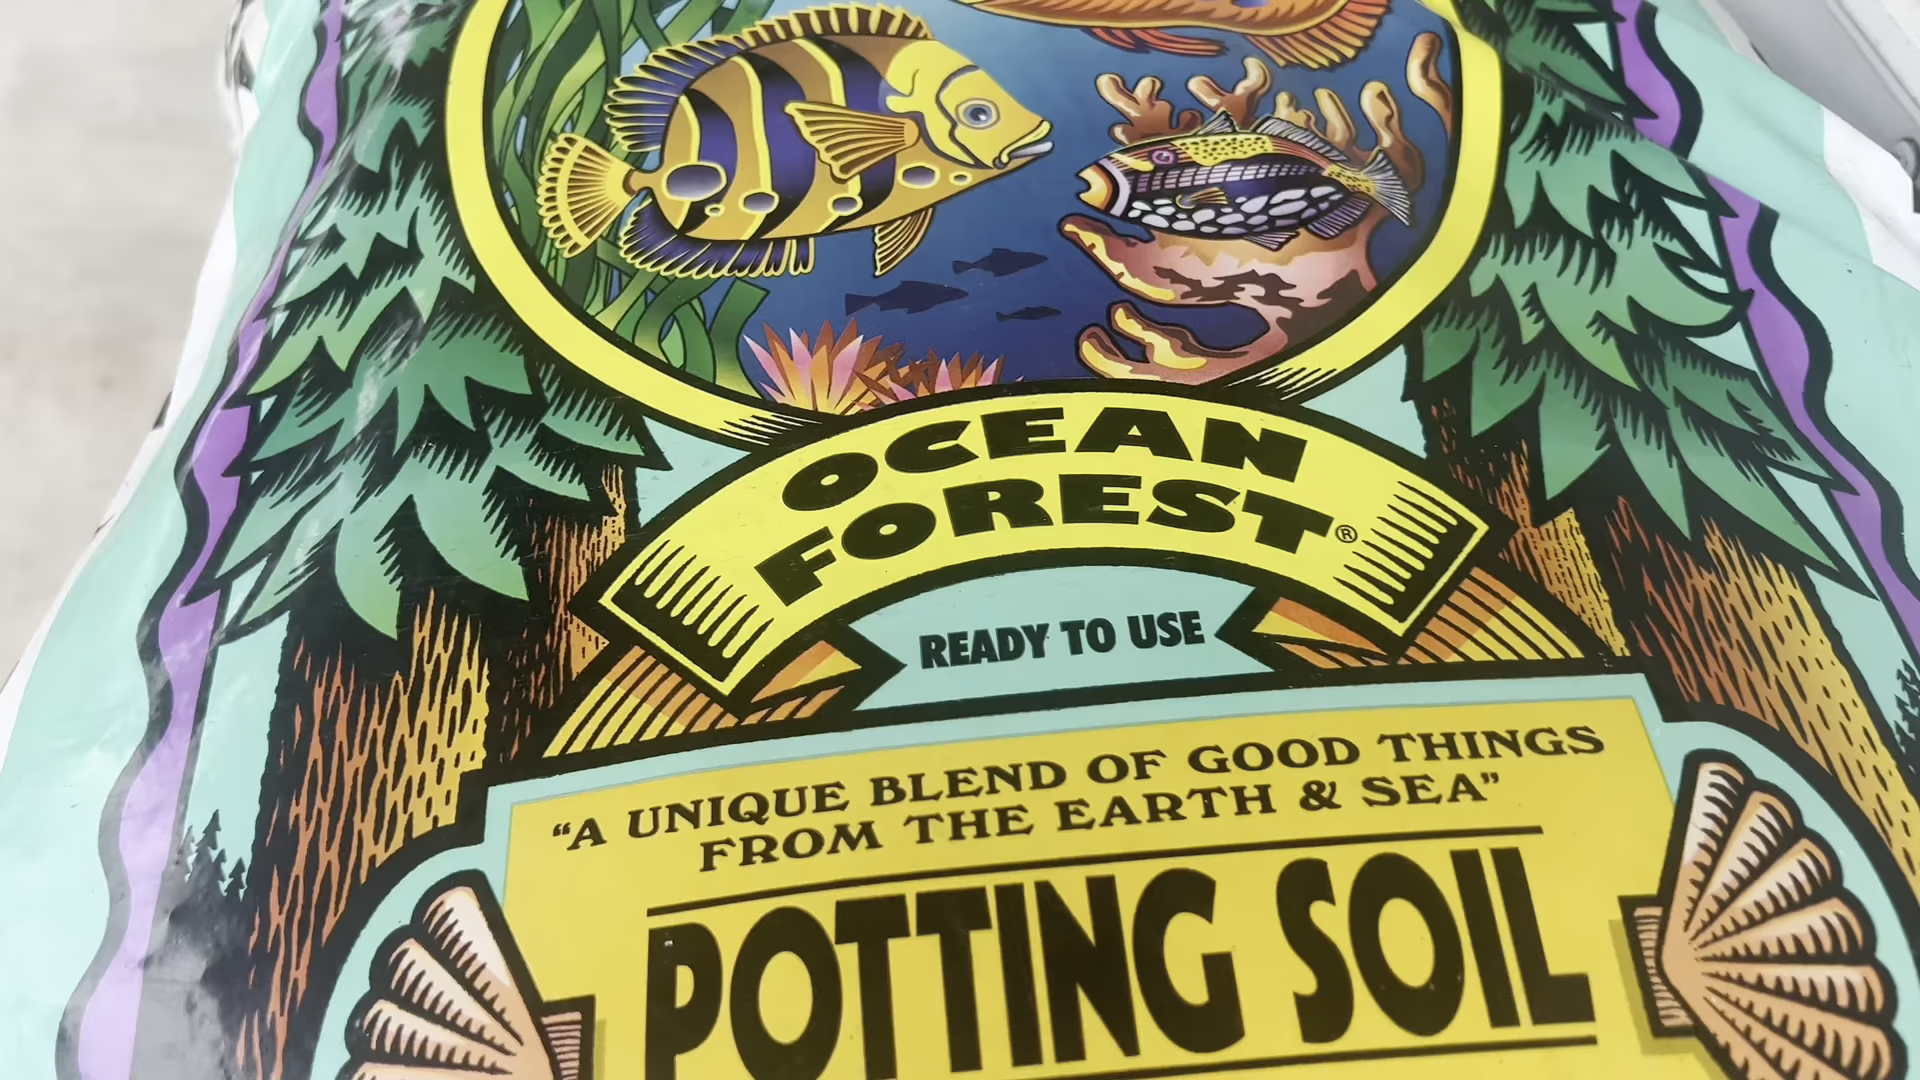 OCEAN
FOREST®
READY TO USE
“A UNIQUE BLEND OF GOOD THINGS
FROM THE EARTH & SEA”
POTTING SOIL